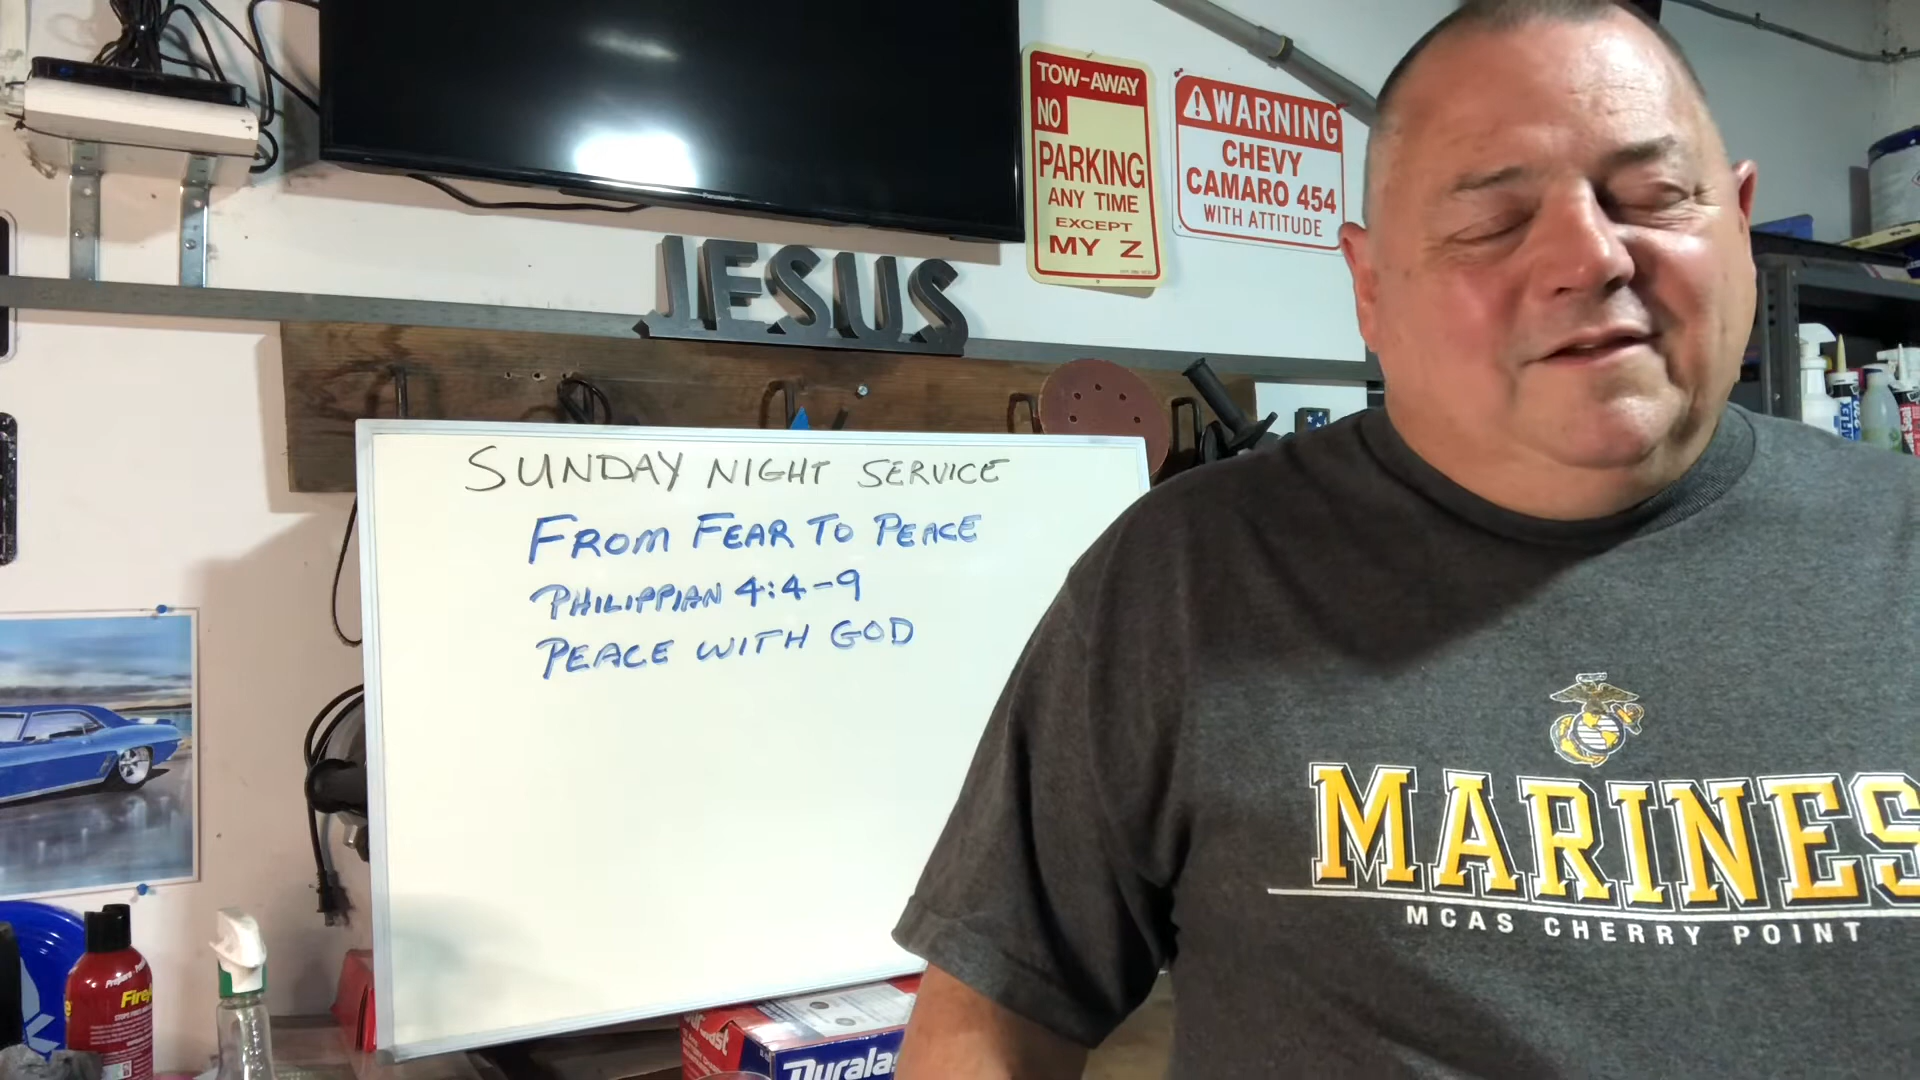 TOW-AWAY
NO
PARKING
ANY TIME
EXCEPT
MY Z
WARNING
CHEVY
CAMARO 454
WITH ATTITUDE
JESUS
SUNDAY NIGHT SERVICE
FROM FEAR TO PEACE
PHILIPPIAN 4:4-9
PEACE WITH GOD
MARINES
MCAS CHERRY POINT
Duralas